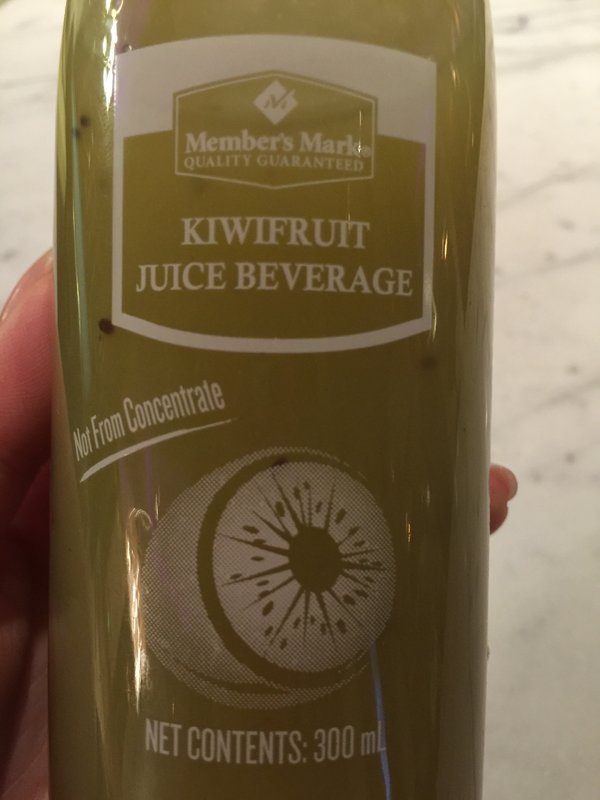 Member's Mark®
QUALITY GUARANTEED
KIWIFRUIT
JUICE BEVERAGE
Not From Concentrate
NET CONTENTS: 300 mL